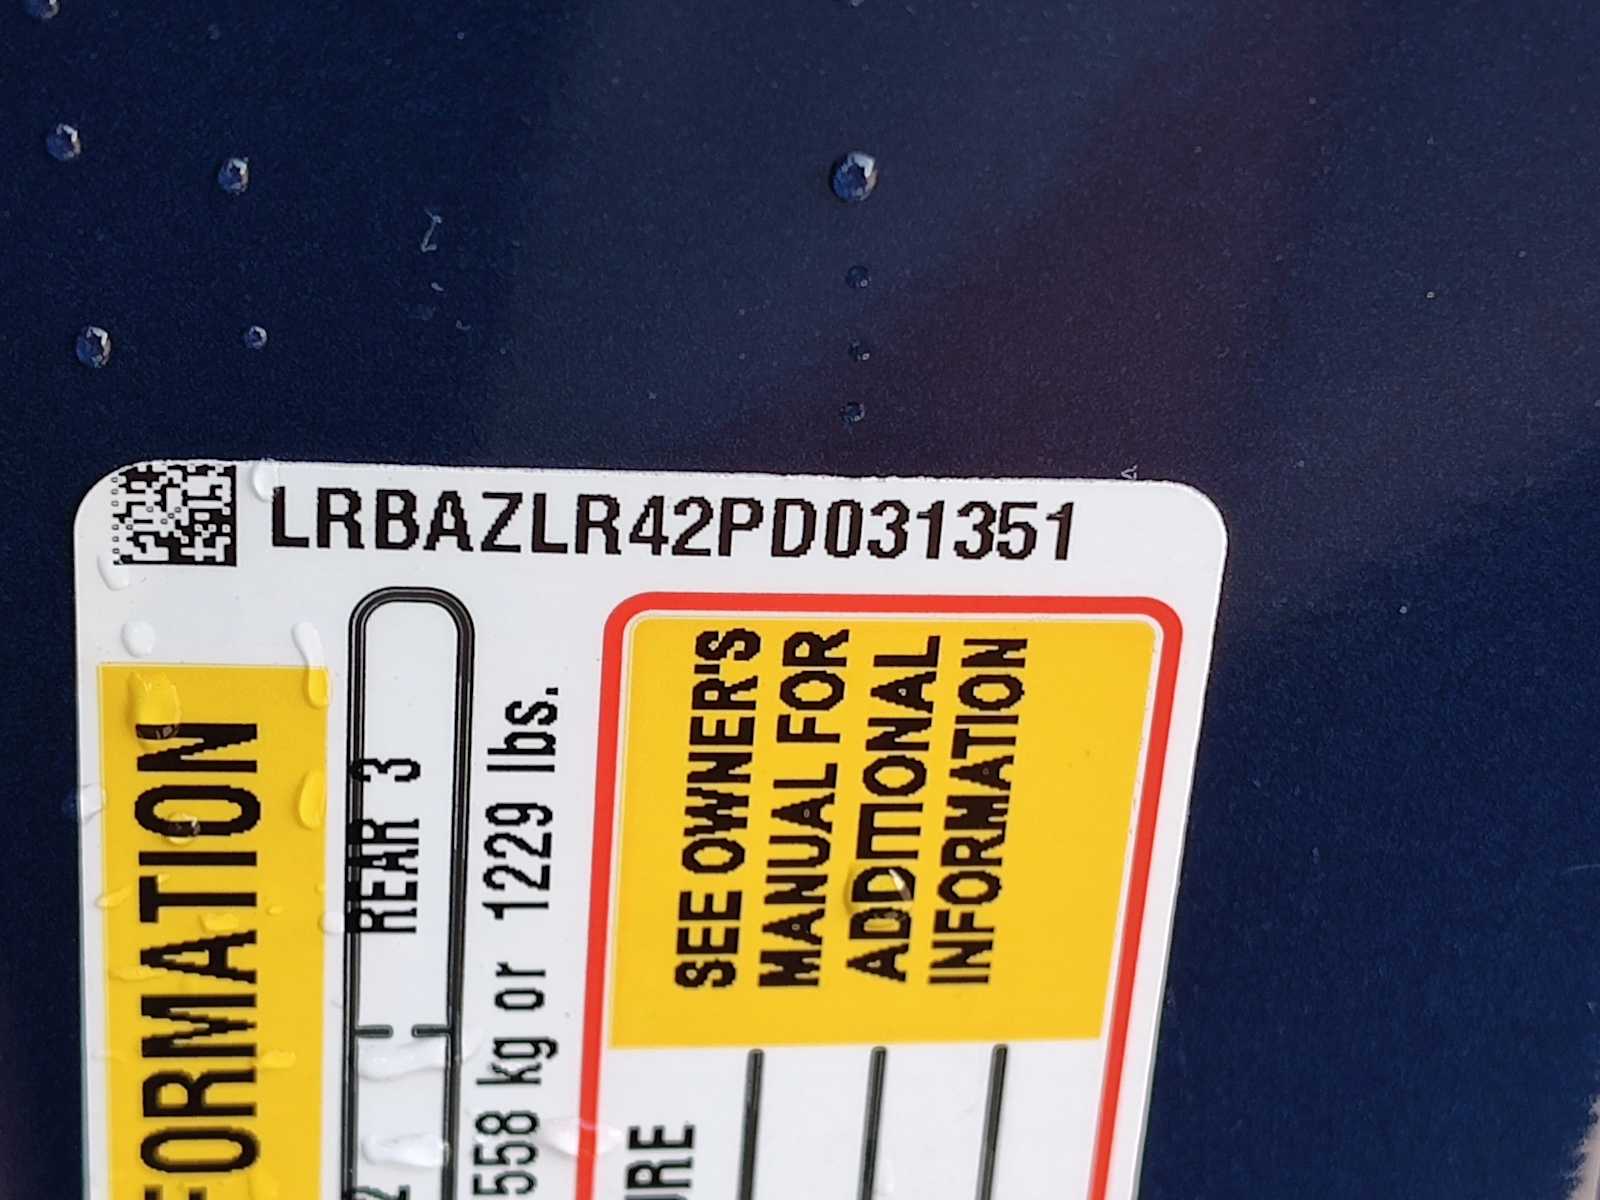 LRBAZLR42PD031351
FORMATION
REAR 3
558 kg or 1229 lbs.
SEE OWNER'S
MANUAL FOR
ADDITIONAL
INFORMATION
URE